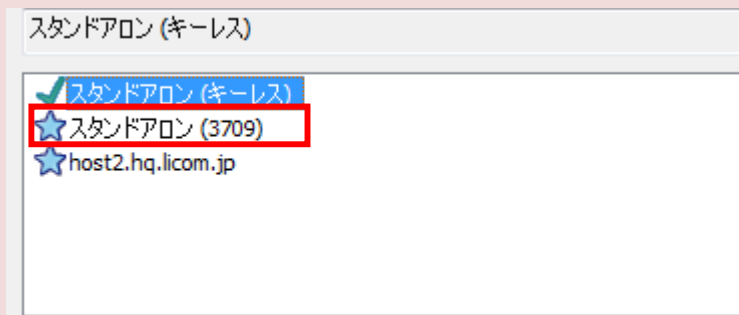 スタンドアロン (キーレス)
スタンドアロン (キーレス)
スタンドアロン (3709)
host2.hq.licom.jp